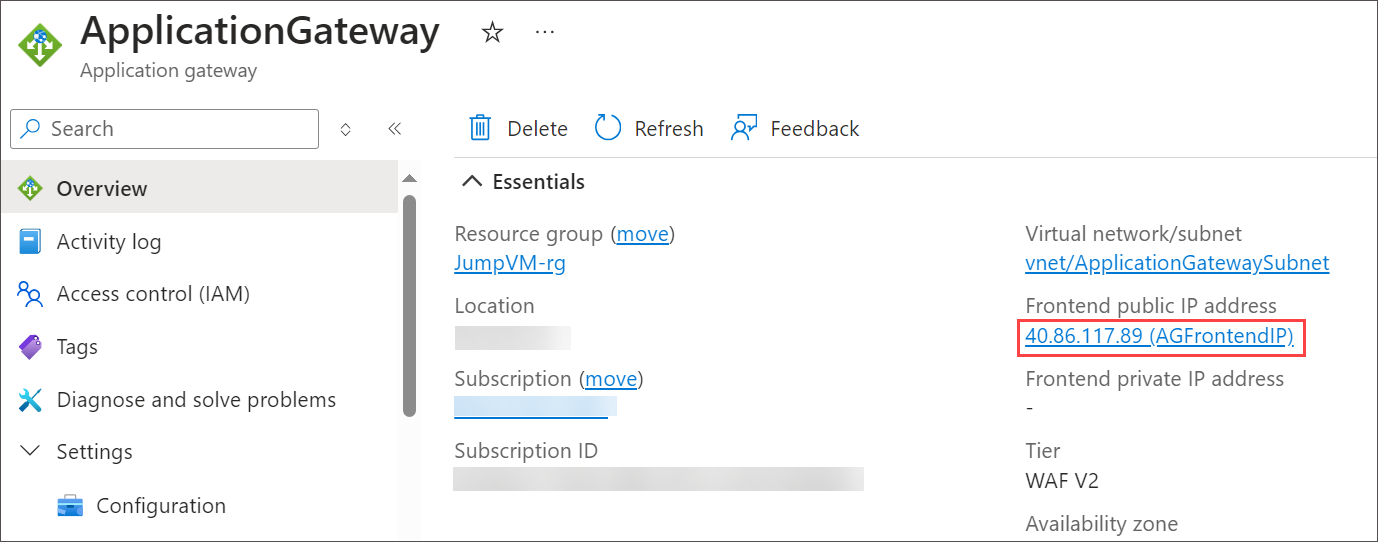 ApplicationGateway
Application gateway
Search
Delete
Refresh
Feedback
Overview
Activity log
Access control (IAM)
Tags
Diagnose and solve problems
Settings
Configuration
Essentials
Resource group (move)
JumpVM-rg
Location
Subscription (move)
Subscription ID
Virtual network/subnet
vnet/ApplicationGatewaySubnet
Frontend public IP address
40.86.117.89 (AGFrontendIP)
Frontend private IP address
-
Tier
WAF V2
Availability zone